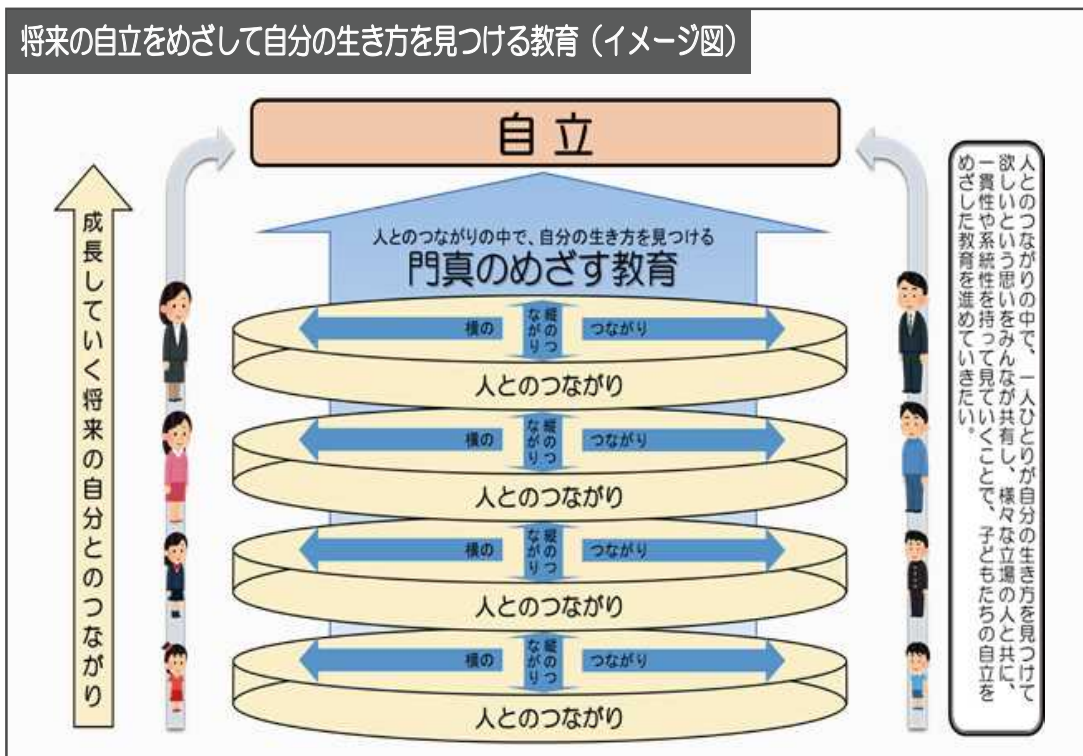 将来の自立をめざして自分の生き方を見つける教育（イメージ図）
自立
成長していく将来の自分とのつながり
人とのつながりの中で、自分の生き方を見つける
門真のめざす教育
横の
縦のつ
ながり
つながり
人とのつながり
横の
縦のつ
ながり
つながり
人とのつながり
横の
縦のつ
ながり
つながり
人とのつながり
横の
縦のつ
ながり
つながり
人とのつながり
人とのつながりの中で、一人ひとりが自分の生き方を見つけて
欲しいという思いをみんなが共有し、様々な立場の人と共に、
一貫性や系統性を持って見ていくことで、子どもたちの自立を
めざした教育を進めていきたい。